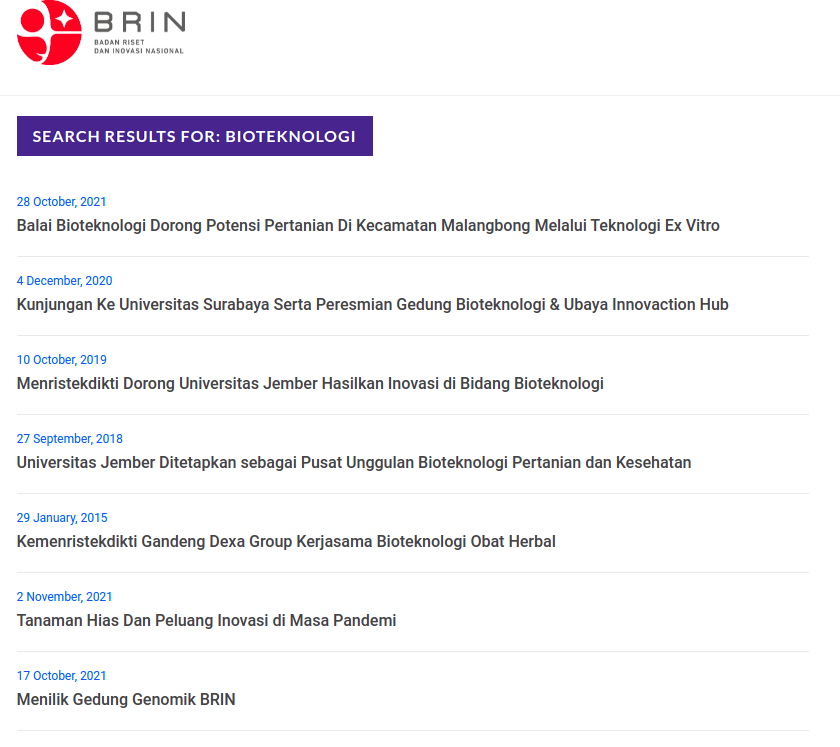 BRIN
BADAN RISET
DAN INOVASI NASIONAL
SEARCH RESULTS FOR: BIOTEKNOLOGI
28 October, 2021
Balai Bioteknologi Dorong Potensi Pertanian Di Kecamatan Malangbong Melalui Teknologi Ex Vitro
4 December, 2020
Kunjungan Ke Universitas Surabaya Serta Peresmian Gedung Bioteknologi & Ubaya Innovaction Hub
10 October, 2019
Menristekdikti Dorong Universitas Jember Hasilkan Inovasi di Bidang Bioteknologi
27 September, 2018
Universitas Jember Ditetapkan sebagai Pusat Unggulan Bioteknologi Pertanian dan Kesehatan
29 January, 2015
Kemenristekdikti Gandeng Dexa Group Kerjasama Bioteknologi Obat Herbal
2 November, 2021
Tanaman Hias Dan Peluang Inovasi di Masa Pandemi
17 October, 2021
Menilik Gedung Genomik BRIN